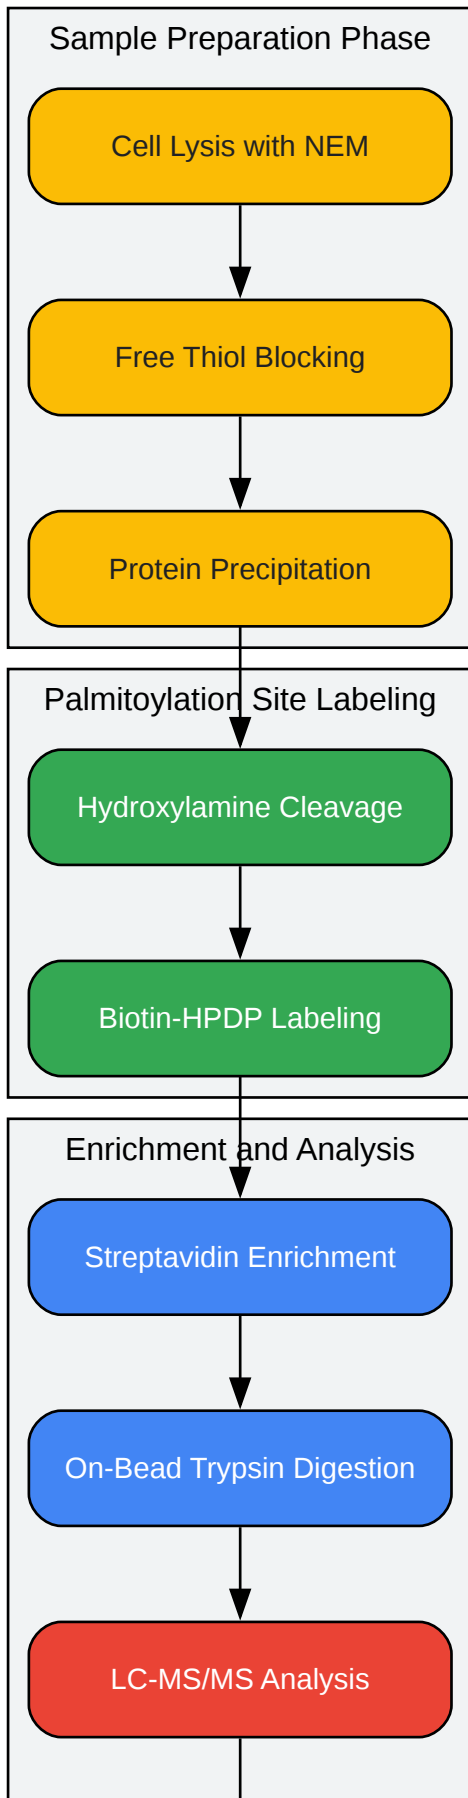 Sample Preparation Phase
Cell Lysis with NEM
Free Thiol Blocking
Protein Precipitation
Palmitoylation Site Labeling
Hydroxylamine Cleavage
Biotin-HPDP Labeling
Enrichment and Analysis
Streptavidin Enrichment
On-Bead Trypsin Digestion
LC-MS/MS Analysis